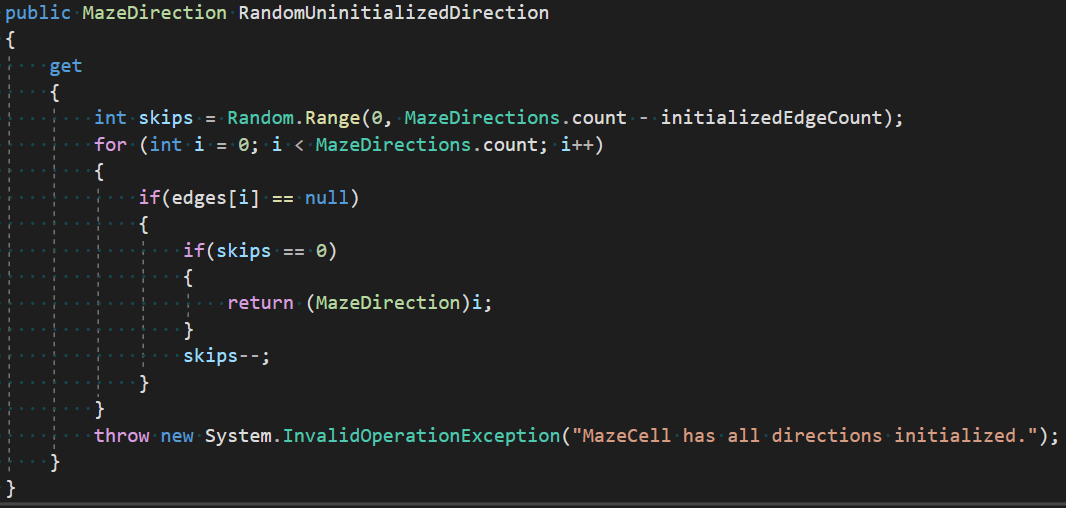 public MazeDirection RandomUninitializedDirection
{
    get
    {
        int skips = Random.Range(0, MazeDirections.count - initializedEdgeCount);
        for (int i = 0; i < MazeDirections.count; i++)
        {
            if(edges[i] == null)
            {
                if(skips == 0)
                {
                    return (MazeDirection)i;
                }
                skips--;
            }
        }
        throw new System.InvalidOperationException("MazeCell has all directions initialized.");
    }
}